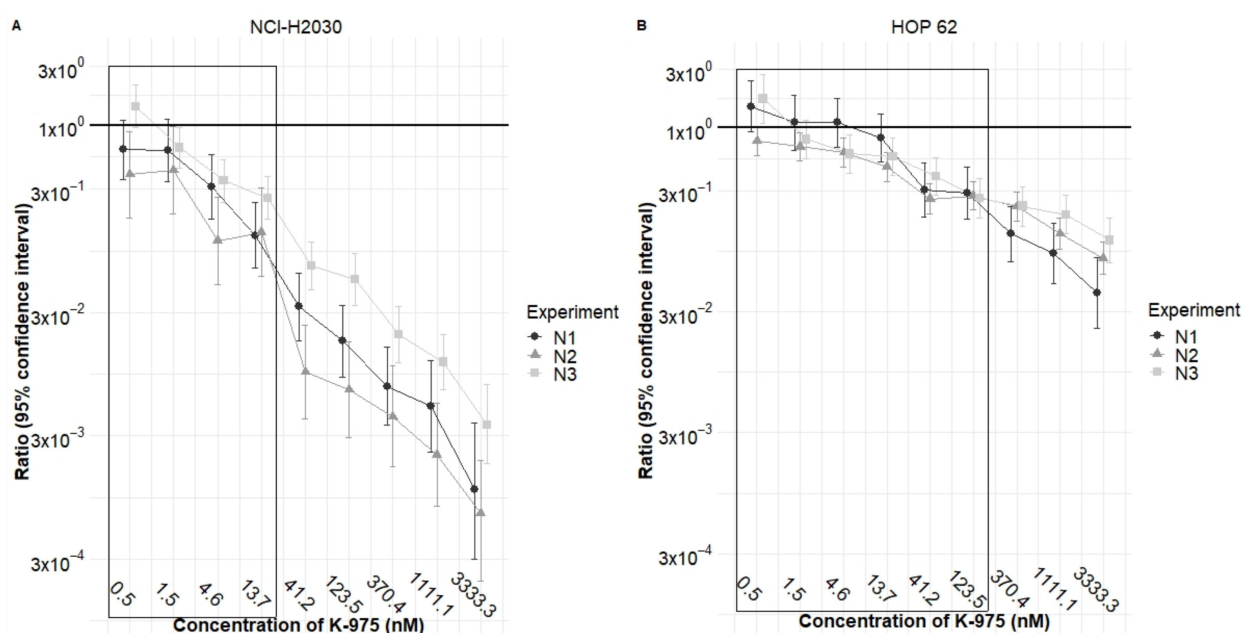 A
NCI-H2030
Ratio (95% confidence interval)
3x10⁰
1x10⁰
3x10⁻¹
3x10⁻²
3x10⁻³
3x10⁻⁴
0.5
1.5
4.6
13.7
41.2
123.5
370.4
1111.1
3333.3
Concentration of K-975 (nM)
Experiment
N1
N2
N3
B
HOP 62
Ratio (95% confidence interval)
3x10⁰
1x10⁰
3x10⁻¹
3x10⁻²
3x10⁻³
3x10⁻⁴
0.5
1.5
4.6
13.7
41.2
123.5
370.4
1111.1
3333.3
Concentration of K-975 (nM)
Experiment
N1
N2
N3